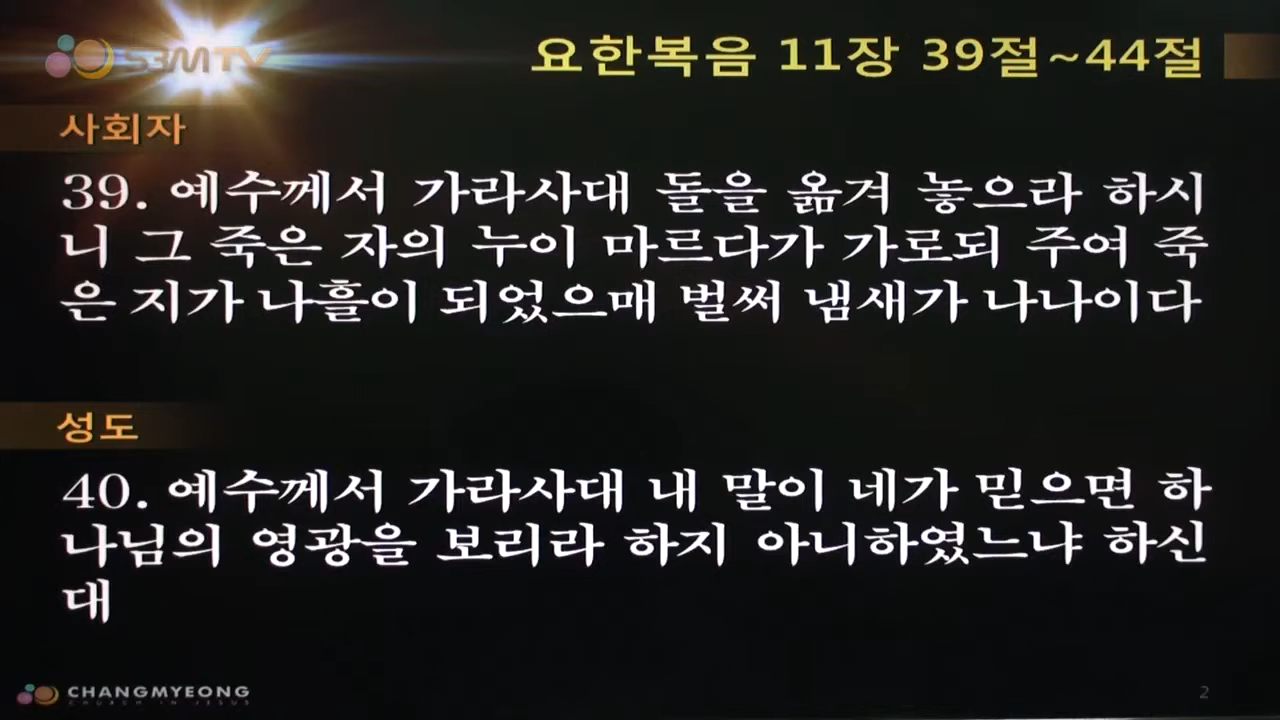 SBMTV
요한복음 11장 39절~44절
사회자
39. 예수께서 가라사대 돌을 옮겨 놓으라 하시
니 그 죽은 자의 누이 마르다가 가로되 주여 죽
은 지가 나흘이 되었으매 벌써 냄새가 나나이다
성도
40. 예수께서 가라사대 내 말이 네가 믿으면 하
나님의 영광을 보리라 하지 아니하였느냐 하신
대
CHANGMYEONG
CHURCH IN JESUS
2